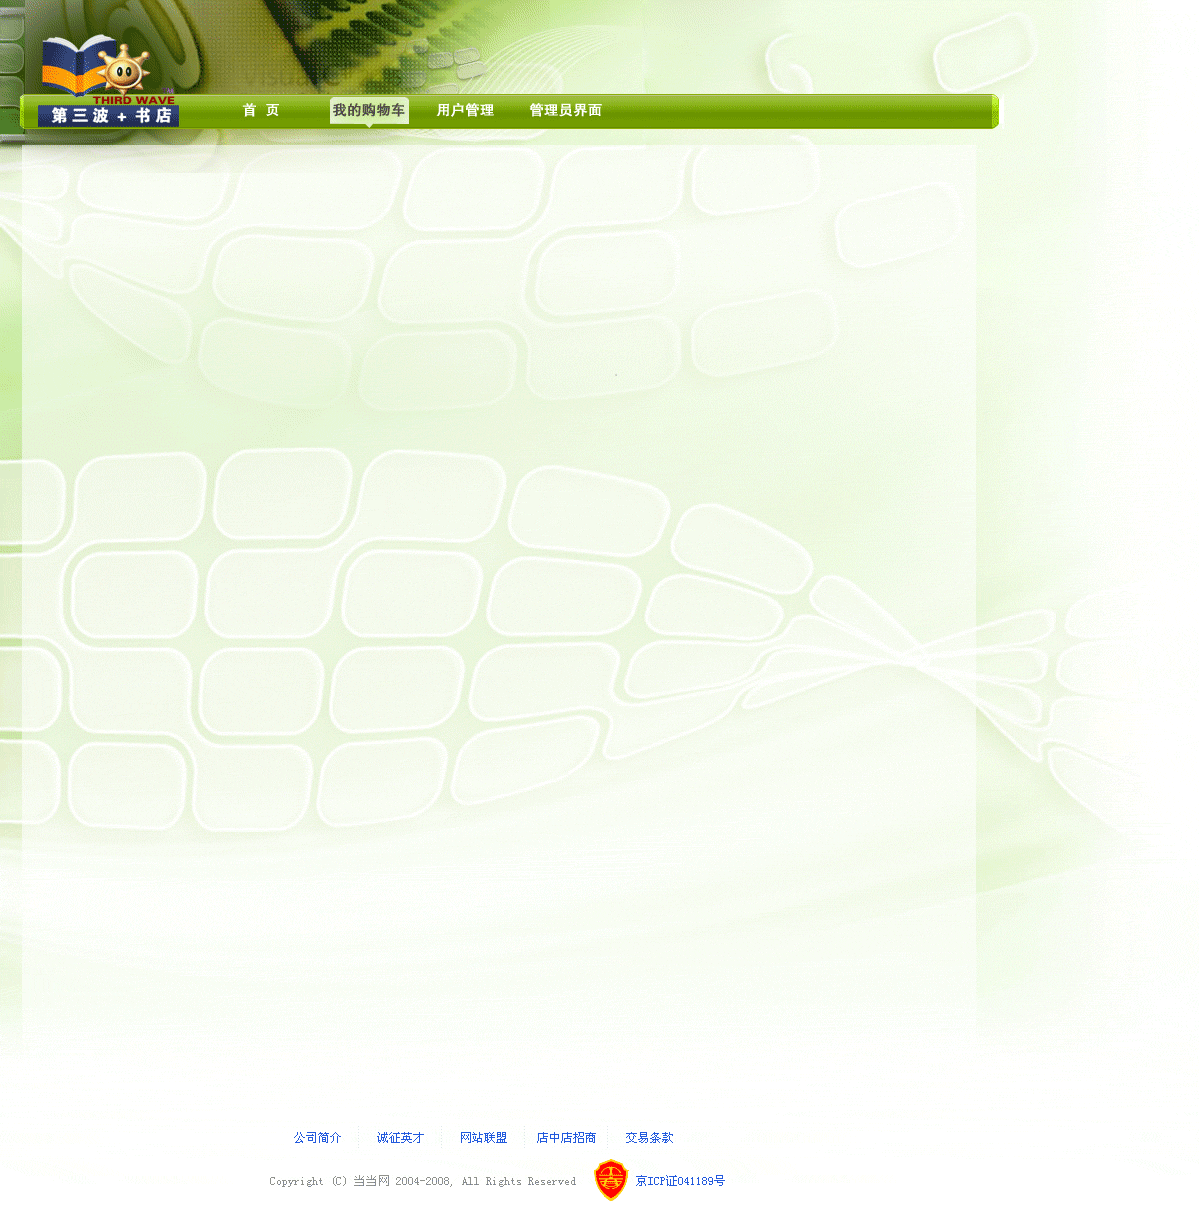 THIRD WAVE
第三波+书店
首 页 我的购物车 用户管理 管理员界面
公司简介 诚征英才 网站联盟 店中店招商 交易条款
Copyright (C) 当当网 2004-2008, All Rights Reserved 京ICP证041189号